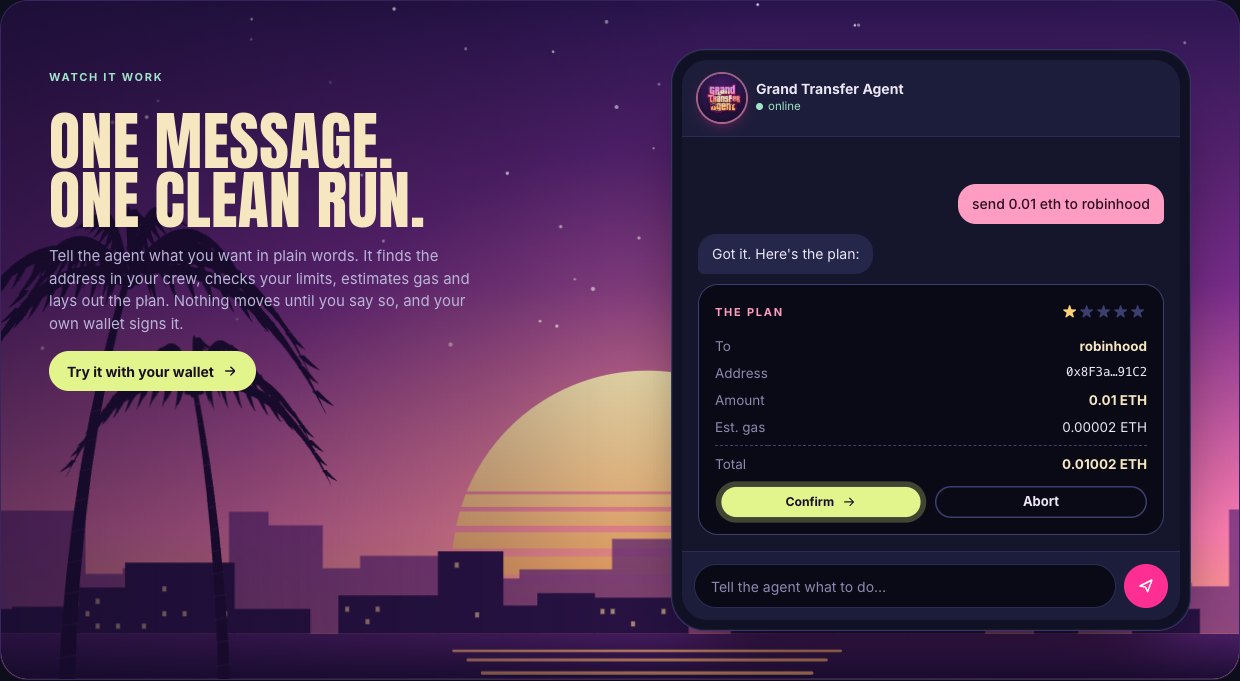 WATCH IT WORK
ONE MESSAGE.
ONE CLEAN RUN.
Tell the agent what you want in plain words. It finds the
address in your crew, checks your limits, estimates gas and
lays out the plan. Nothing moves until you say so, and your
own wallet signs it.
Try it with your wallet →
Grand
Transfer
Agent
Grand Transfer Agent
online
send 0.01 eth to robinhood
Got it. Here's the plan:
THE PLAN
To robinhood
Address 0x8F3a…91C2
Amount 0.01 ETH
Est. gas 0.00002 ETH
Total 0.01002 ETH
Confirm →
Abort
Tell the agent what to do...